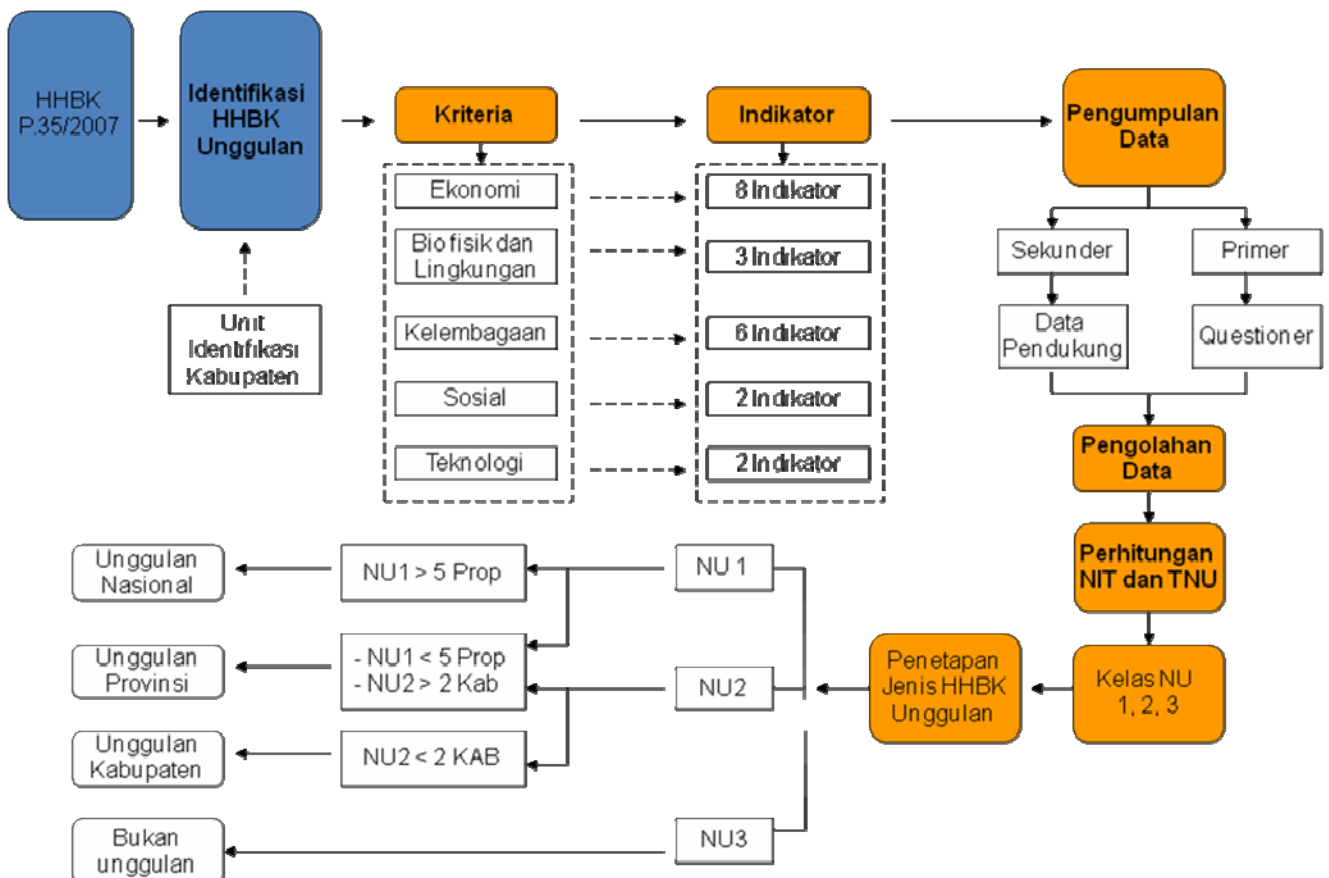 HHBK
P.35/2007
Identifikasi
HHBK
Unggulan
Unit
Identifikasi
Kabupaten
Kriteria
Ekonomi
Biofisik dan
Lingkungan
Kelembagaan
Sosial
Teknologi
Indikator
8 Indikator
3 Indikator
6 Indikator
2 Indikator
2 Indikator
Pengumpulan
Data
Sekunder
Primer
Data
Pendukung
Questioner
Pengolahan
Data
Perhitungan
NIT dan TNU
Kelas NU
1, 2, 3
Penetapan
Jenis HHBK
Unggulan
NU 1
NU2
NU3
NU1 > 5 Prop
- NU1 < 5 Prop
- NU2 > 2 Kab
NU2 < 2 KAB
Unggulan
Nasional
Unggulan
Provinsi
Unggulan
Kabupaten
Bukan
unggulan